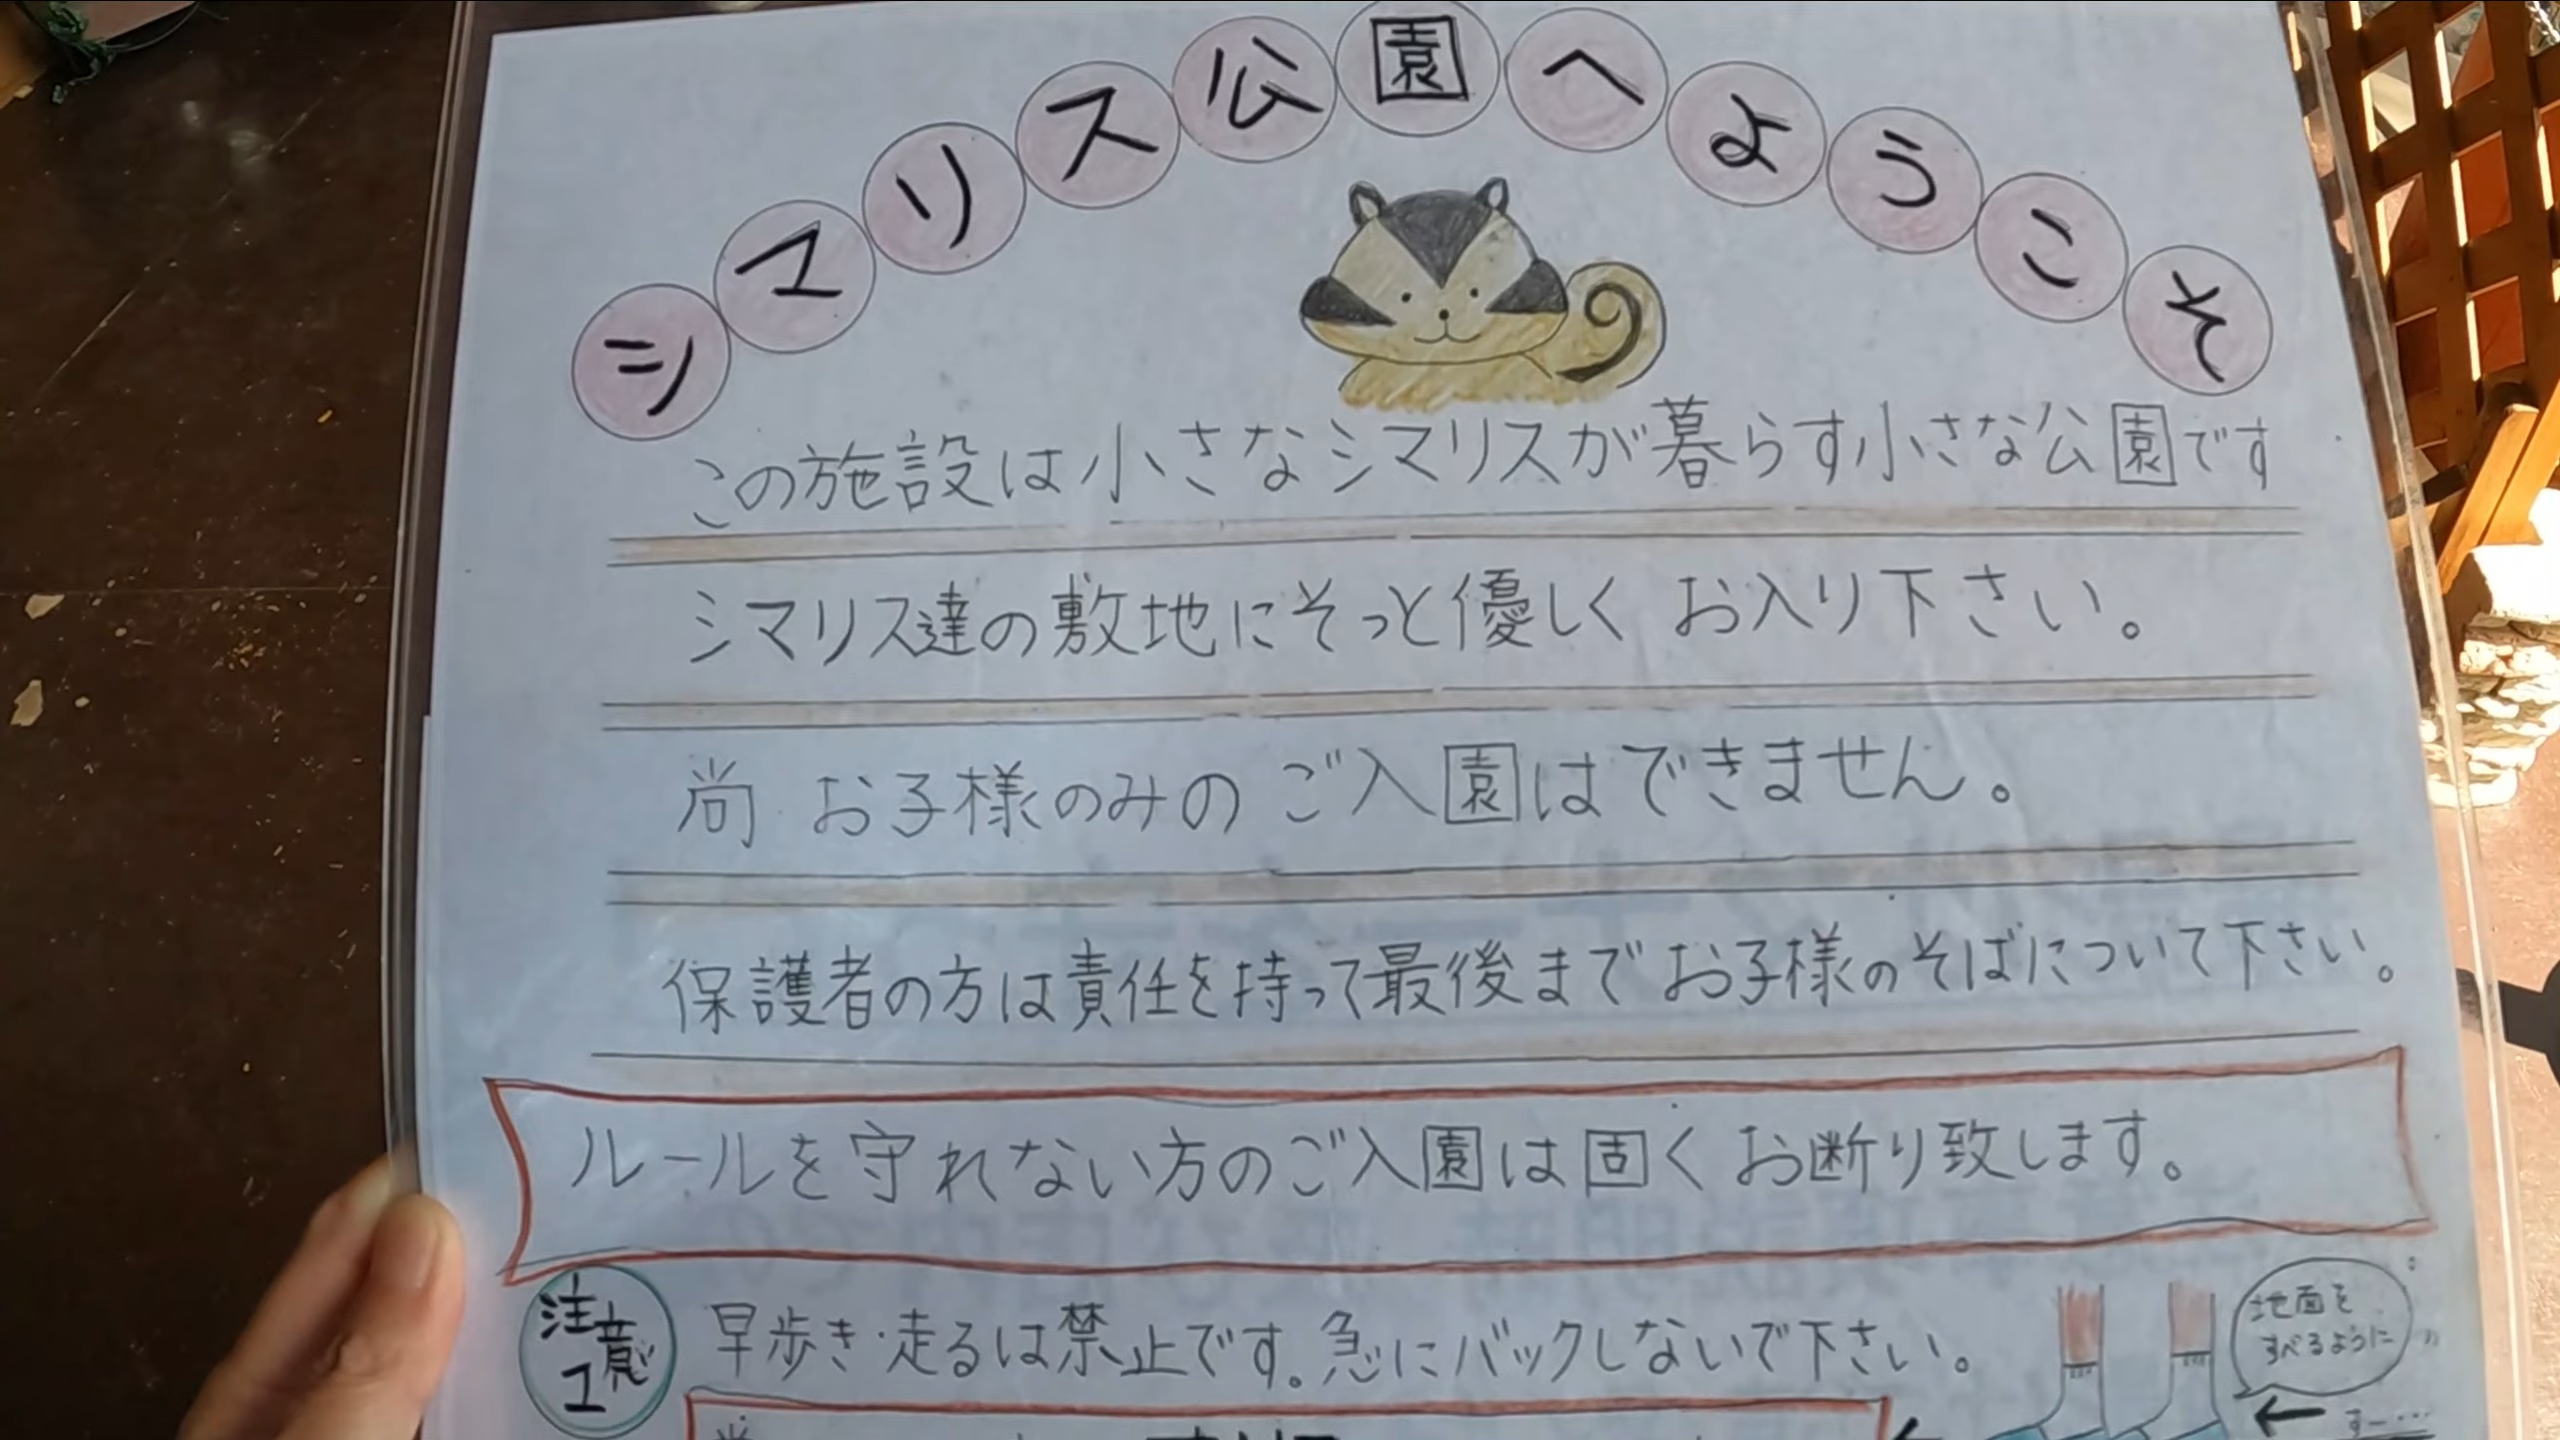 シマリス公園へようこそ
この施設は小さなシマリスが暮らす小さな公園です
シマリス達の敷地にそっと優しくお入り下さい。
尚 お子様のみのご入園はできません。
保護者の方は責任を持って最後までお子様のそばについて下さい。
ルールを守れない方のご入園は固くお断り致します。
注意1
早歩き・走るは禁止です。急にバックしないで下さい。
地面を
すべるように
すー…